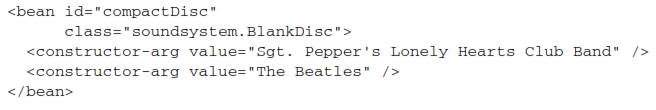 <bean id="compactDisc"
      class="soundsystem.BlankDisc">
  <constructor-arg value="Sgt. Pepper's Lonely Hearts Club Band" />
  <constructor-arg value="The Beatles" />
</bean>